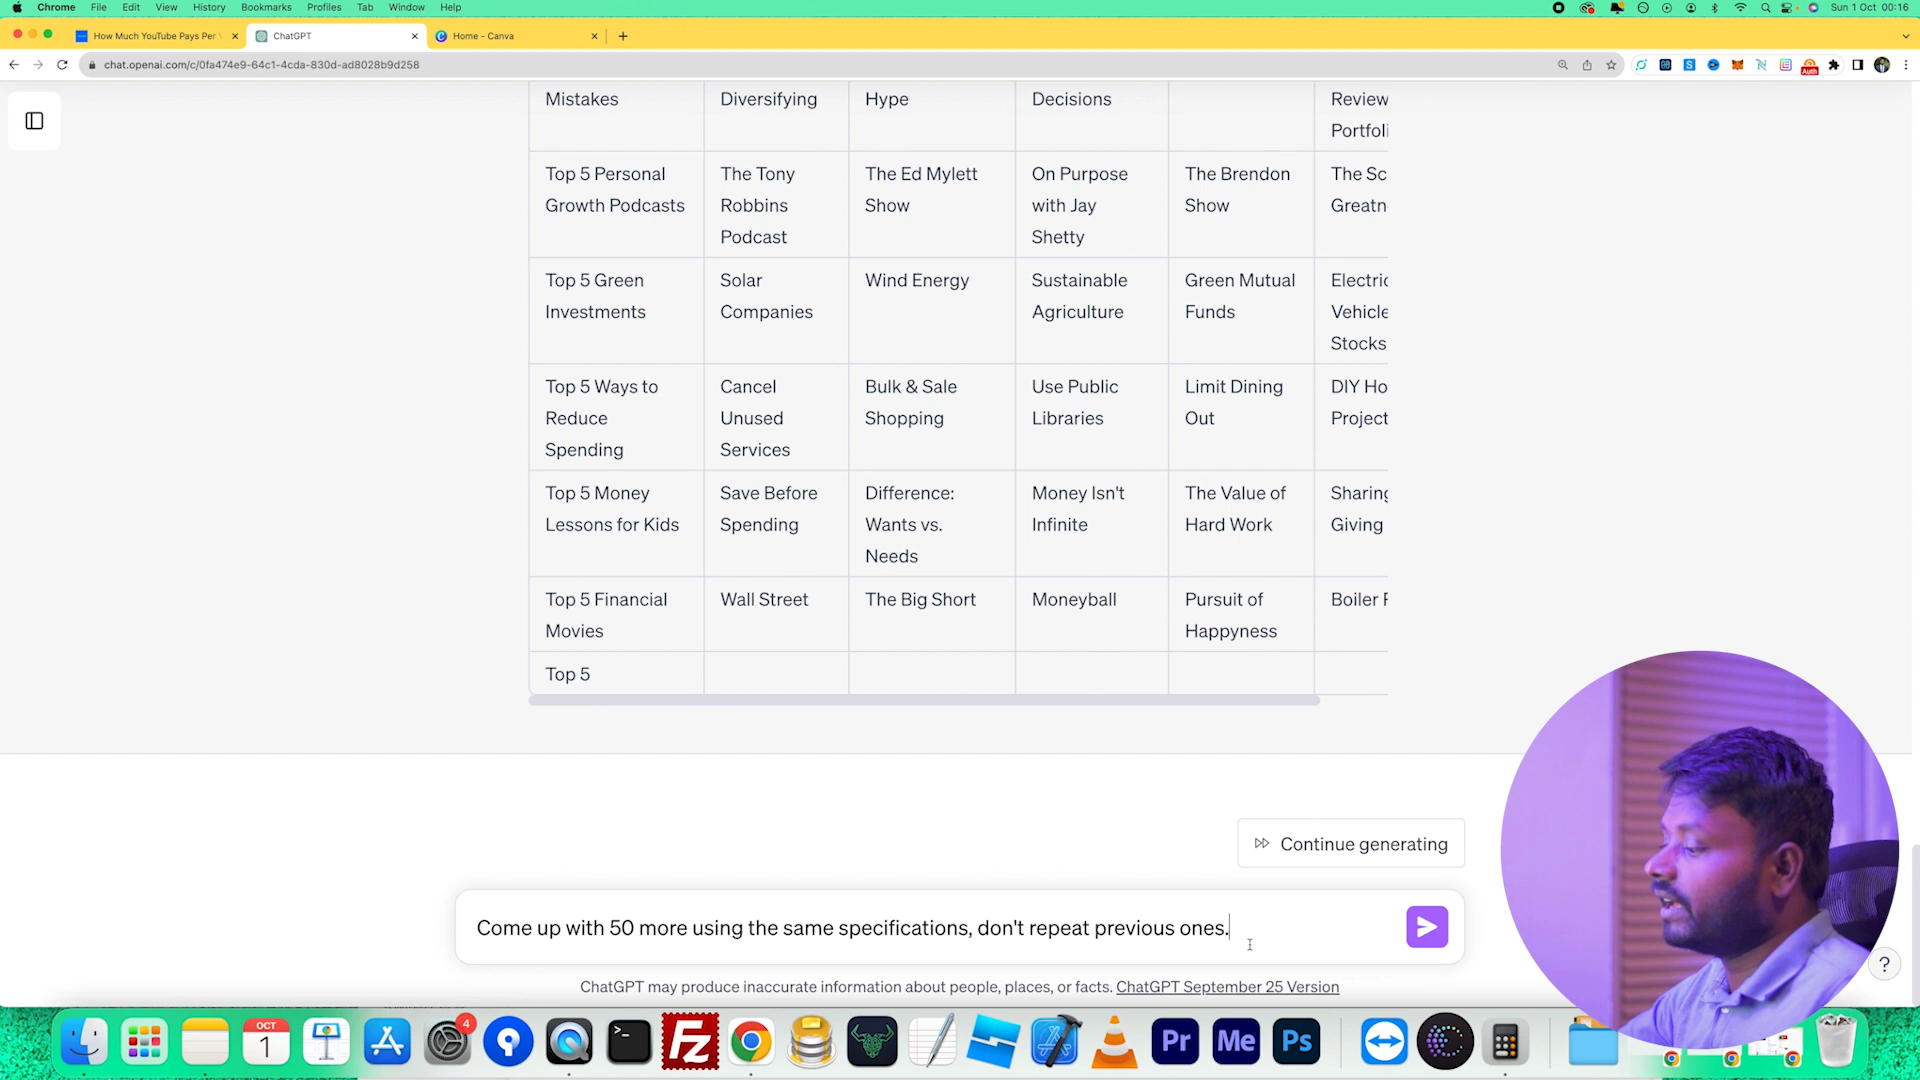 Chrome File Edit View History Bookmarks Profiles Tab Window Help
Sun 1 Oct 00:16
How Much YouTube Pays Per
ChatGPT
Home - Canva
chat.openai.com/c/0fa474e9-64c1-4cda-830d-ad8028b9d258
Auth
Mistakes Diversifying Hype Decisions Review
Portfoli
Top 5 Personal The Tony The Ed Mylett On Purpose The Brendon The Sc
Growth Podcasts Robbins Show with Jay Show Greatn
Podcast Shetty
Top 5 Green Solar Wind Energy Sustainable Green Mutual Electric
Investments Companies Agriculture Funds Vehicle
Stocks
Top 5 Ways to Cancel Bulk & Sale Use Public Limit Dining DIY Ho
Reduce Unused Shopping Libraries Out Project
Spending Services
Top 5 Money Save Before Difference: Money Isn't The Value of Sharing
Lessons for Kids Spending Wants vs. Infinite Hard Work Giving
Needs
Top 5 Financial Wall Street The Big Short Moneyball Pursuit of Boiler
Movies Happyness
Top 5
Continue generating
Come up with 50 more using the same specifications, don't repeat previous ones.
?
ChatGPT may produce inaccurate information about people, places, or facts. ChatGPT September 25 Version
OCT
1
4
Fz
Pr
Me
Ps